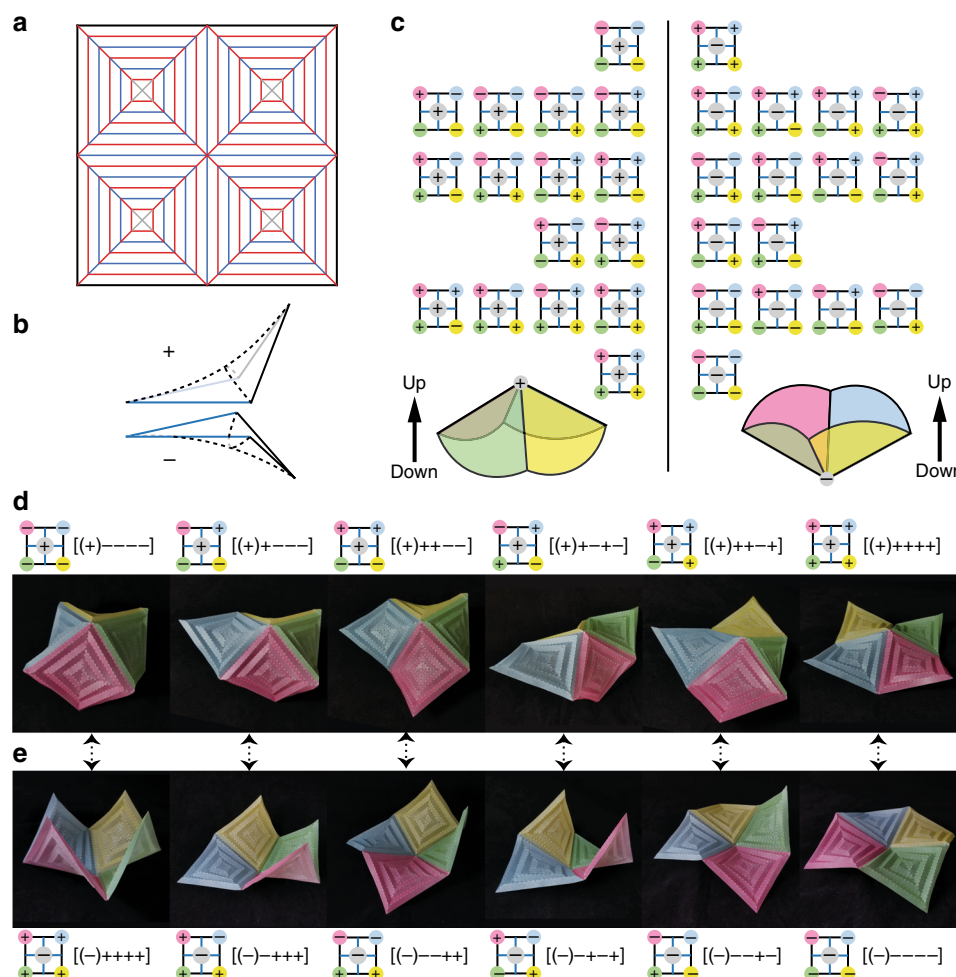 a
b
+
−
c
Up
Down
+
−
Up
Down
d
[(+)−−−−]
[(+)+−−−]
[(+)++−−]
[(+)+−+−]
[(+)++−+]
[(+)++++]
e
[(−)++++]
[(−)−+++]
[(−)−−++]
[(−)−+−+]
[(−)−−+−]
[(−)−−−−]